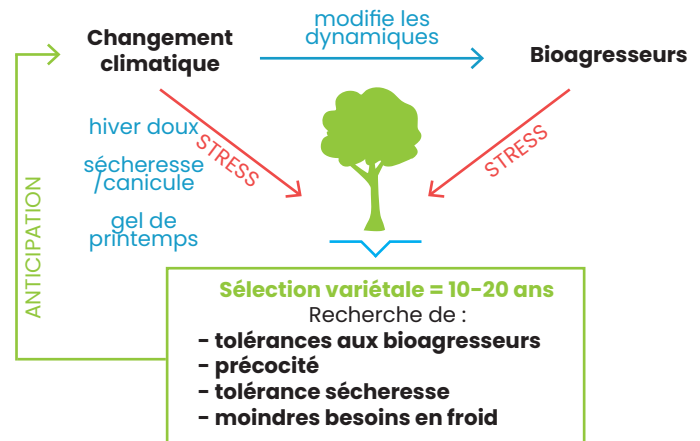 Changement
climatique
modifie les
dynamiques
Bioagresseurs
hiver doux
sécheresse
/canicule
gel de
printemps
STRESS
STRESS
ANTICIPATION
Sélection variétale = 10-20 ans
Recherche de :
- tolérances aux bioagresseurs
- précocité
- tolérance sécheresse
- moindres besoins en froid